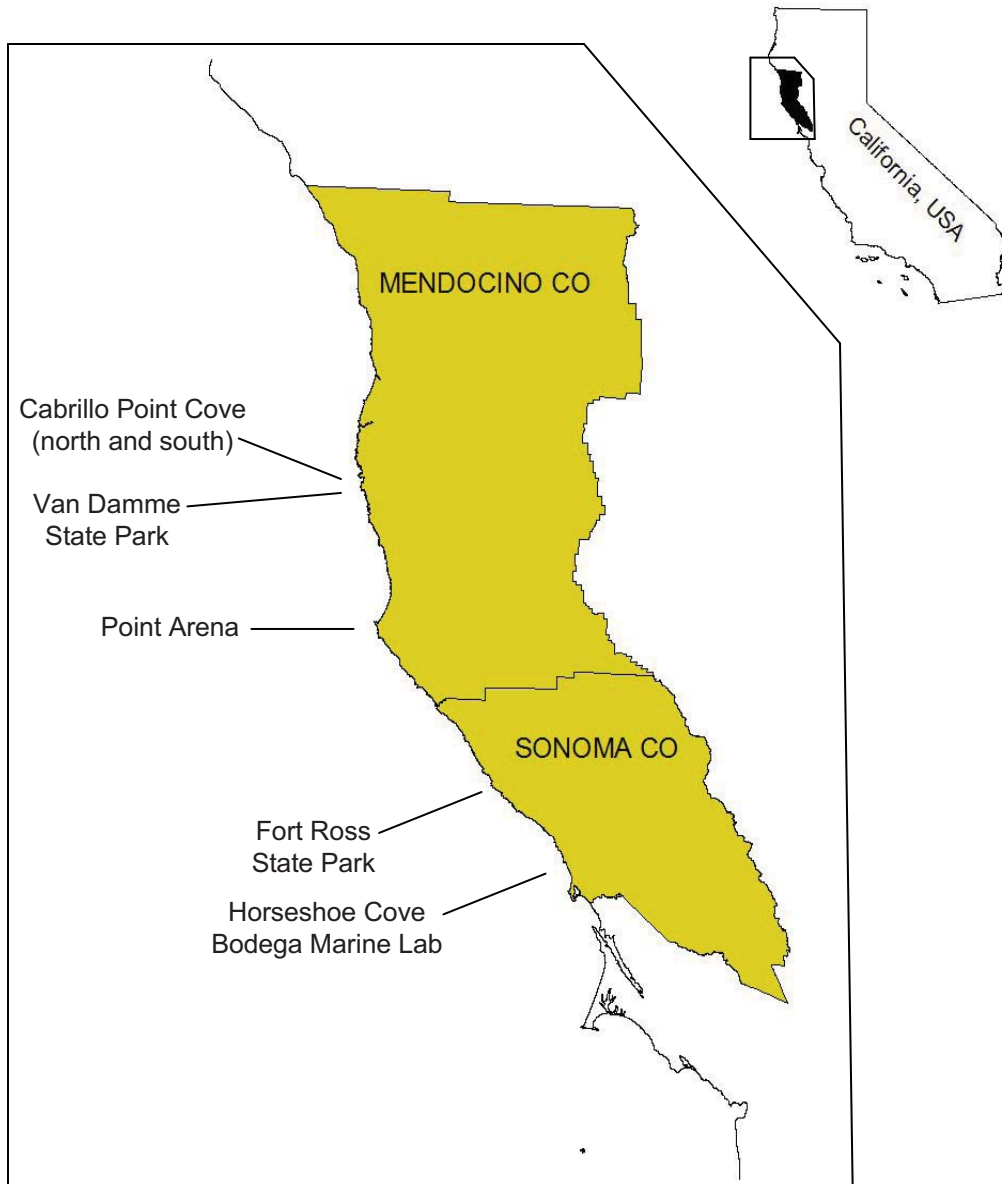 California, USA
MENDOCINO CO
Cabrillo Point Cove
(north and south)
Van Damme
State Park
Point Arena
SONOMA CO
Fort Ross
State Park
Horseshoe Cove
Bodega Marine Lab